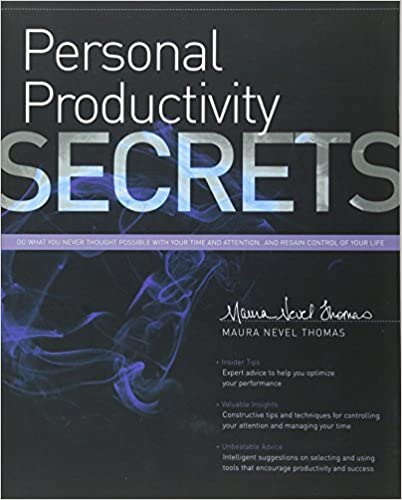 Personal
Productivity
SECRETS
DO WHAT YOU NEVER THOUGHT POSSIBLE WITH YOUR TIME AND ATTENTION...AND REGAIN CONTROL OF YOUR LIFE
Maura Nevel Thomas
MAURA NEVEL THOMAS
• Insider Tips
Expert advice to help you optimize
your performance
• Valuable Insights
Constructive tips and techniques for controlling
your attention and managing your time
• Unbeatable Advice
Intelligent suggestions on selecting and using
tools that encourage productivity and success